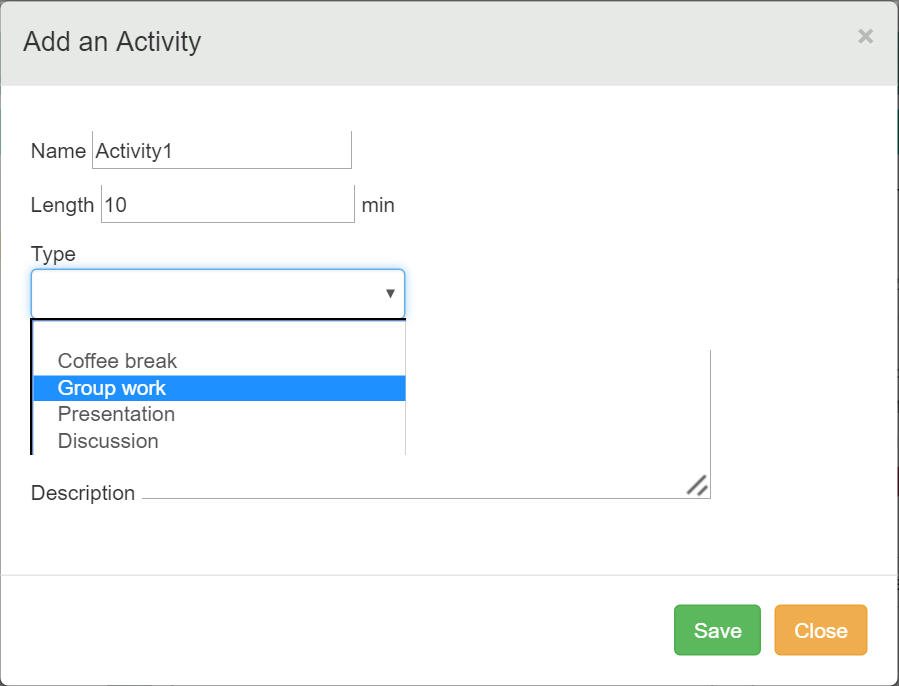 Add an Activity ×
Name Activity1
Length 10 min
Type
▼
Coffee break
Group work
Presentation
Discussion
Description
Save Close